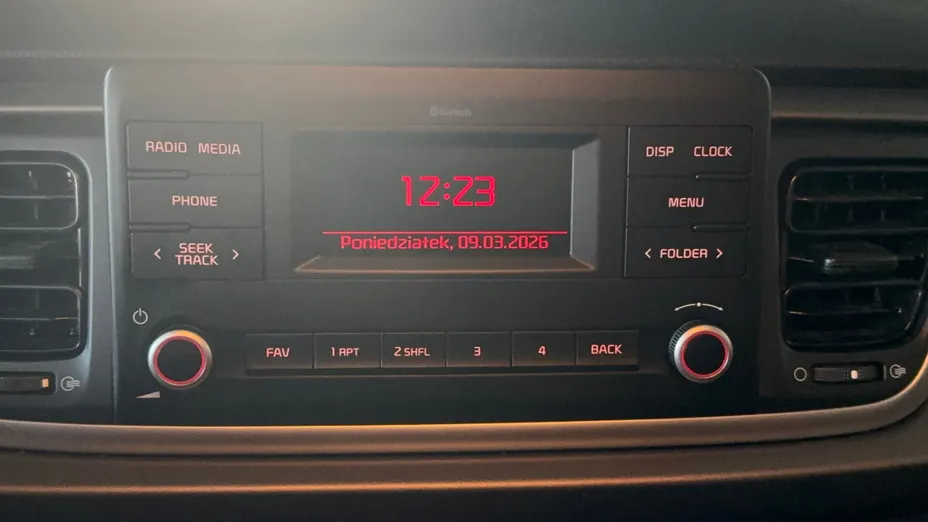 Bluetooth
RADIO MEDIA
DISP CLOCK
12:23
PHONE
MENU
Poniedziałek, 09.03.2026
< SEEK TRACK >
< FOLDER >
FAV
1 RPT
2 SHFL
3
4
BACK